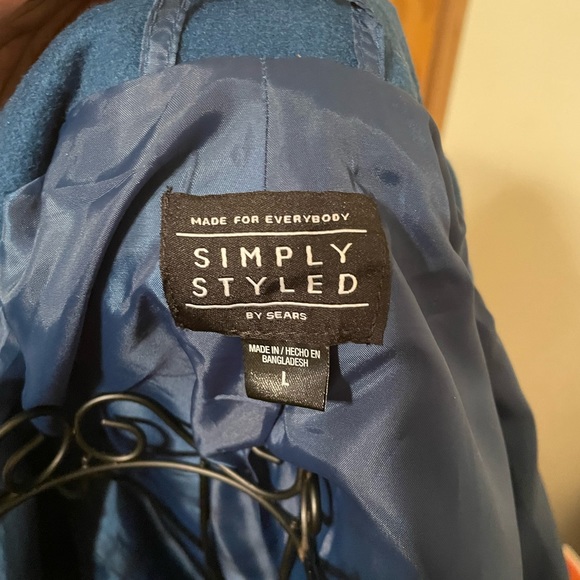 MADE FOR EVERYBODY
SIMPLY
STYLED
BY SEARS
MADE IN / HECHO EN
BANGLADESH
L